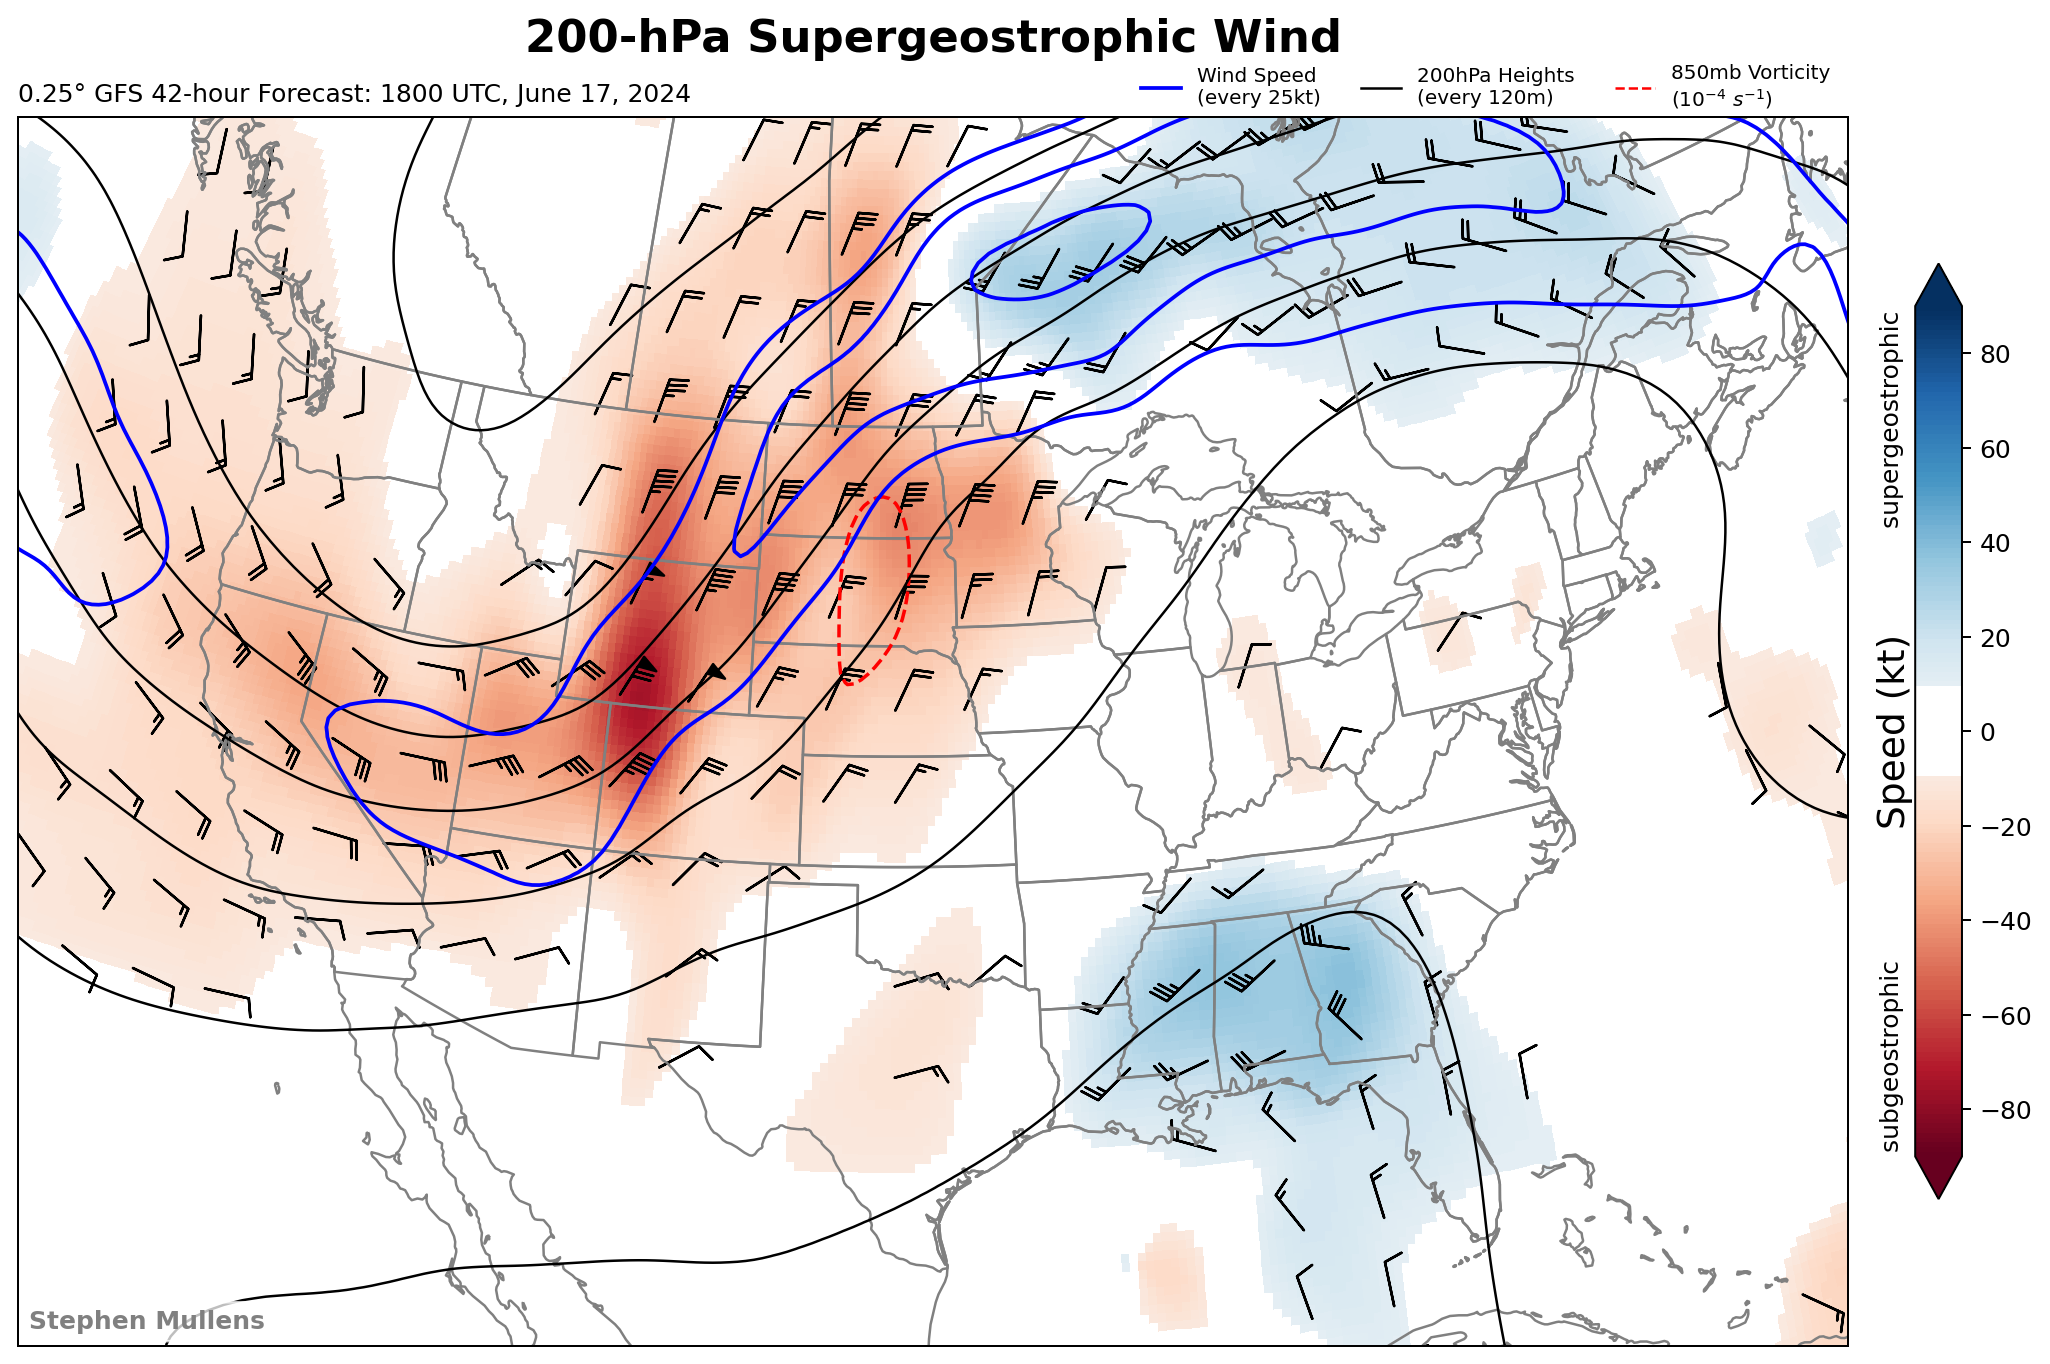 200-hPa Supergeostrophic Wind
0.25° GFS 42-hour Forecast: 1800 UTC, June 17, 2024
Wind Speed
(every 25kt)
200hPa Heights
(every 120m)
850mb Vorticity
(10⁻⁴ s⁻¹)
supergeostrophic
Speed (kt)
subgeostrophic
80
60
40
20
0
−20
−40
−60
−80
Stephen Mullens